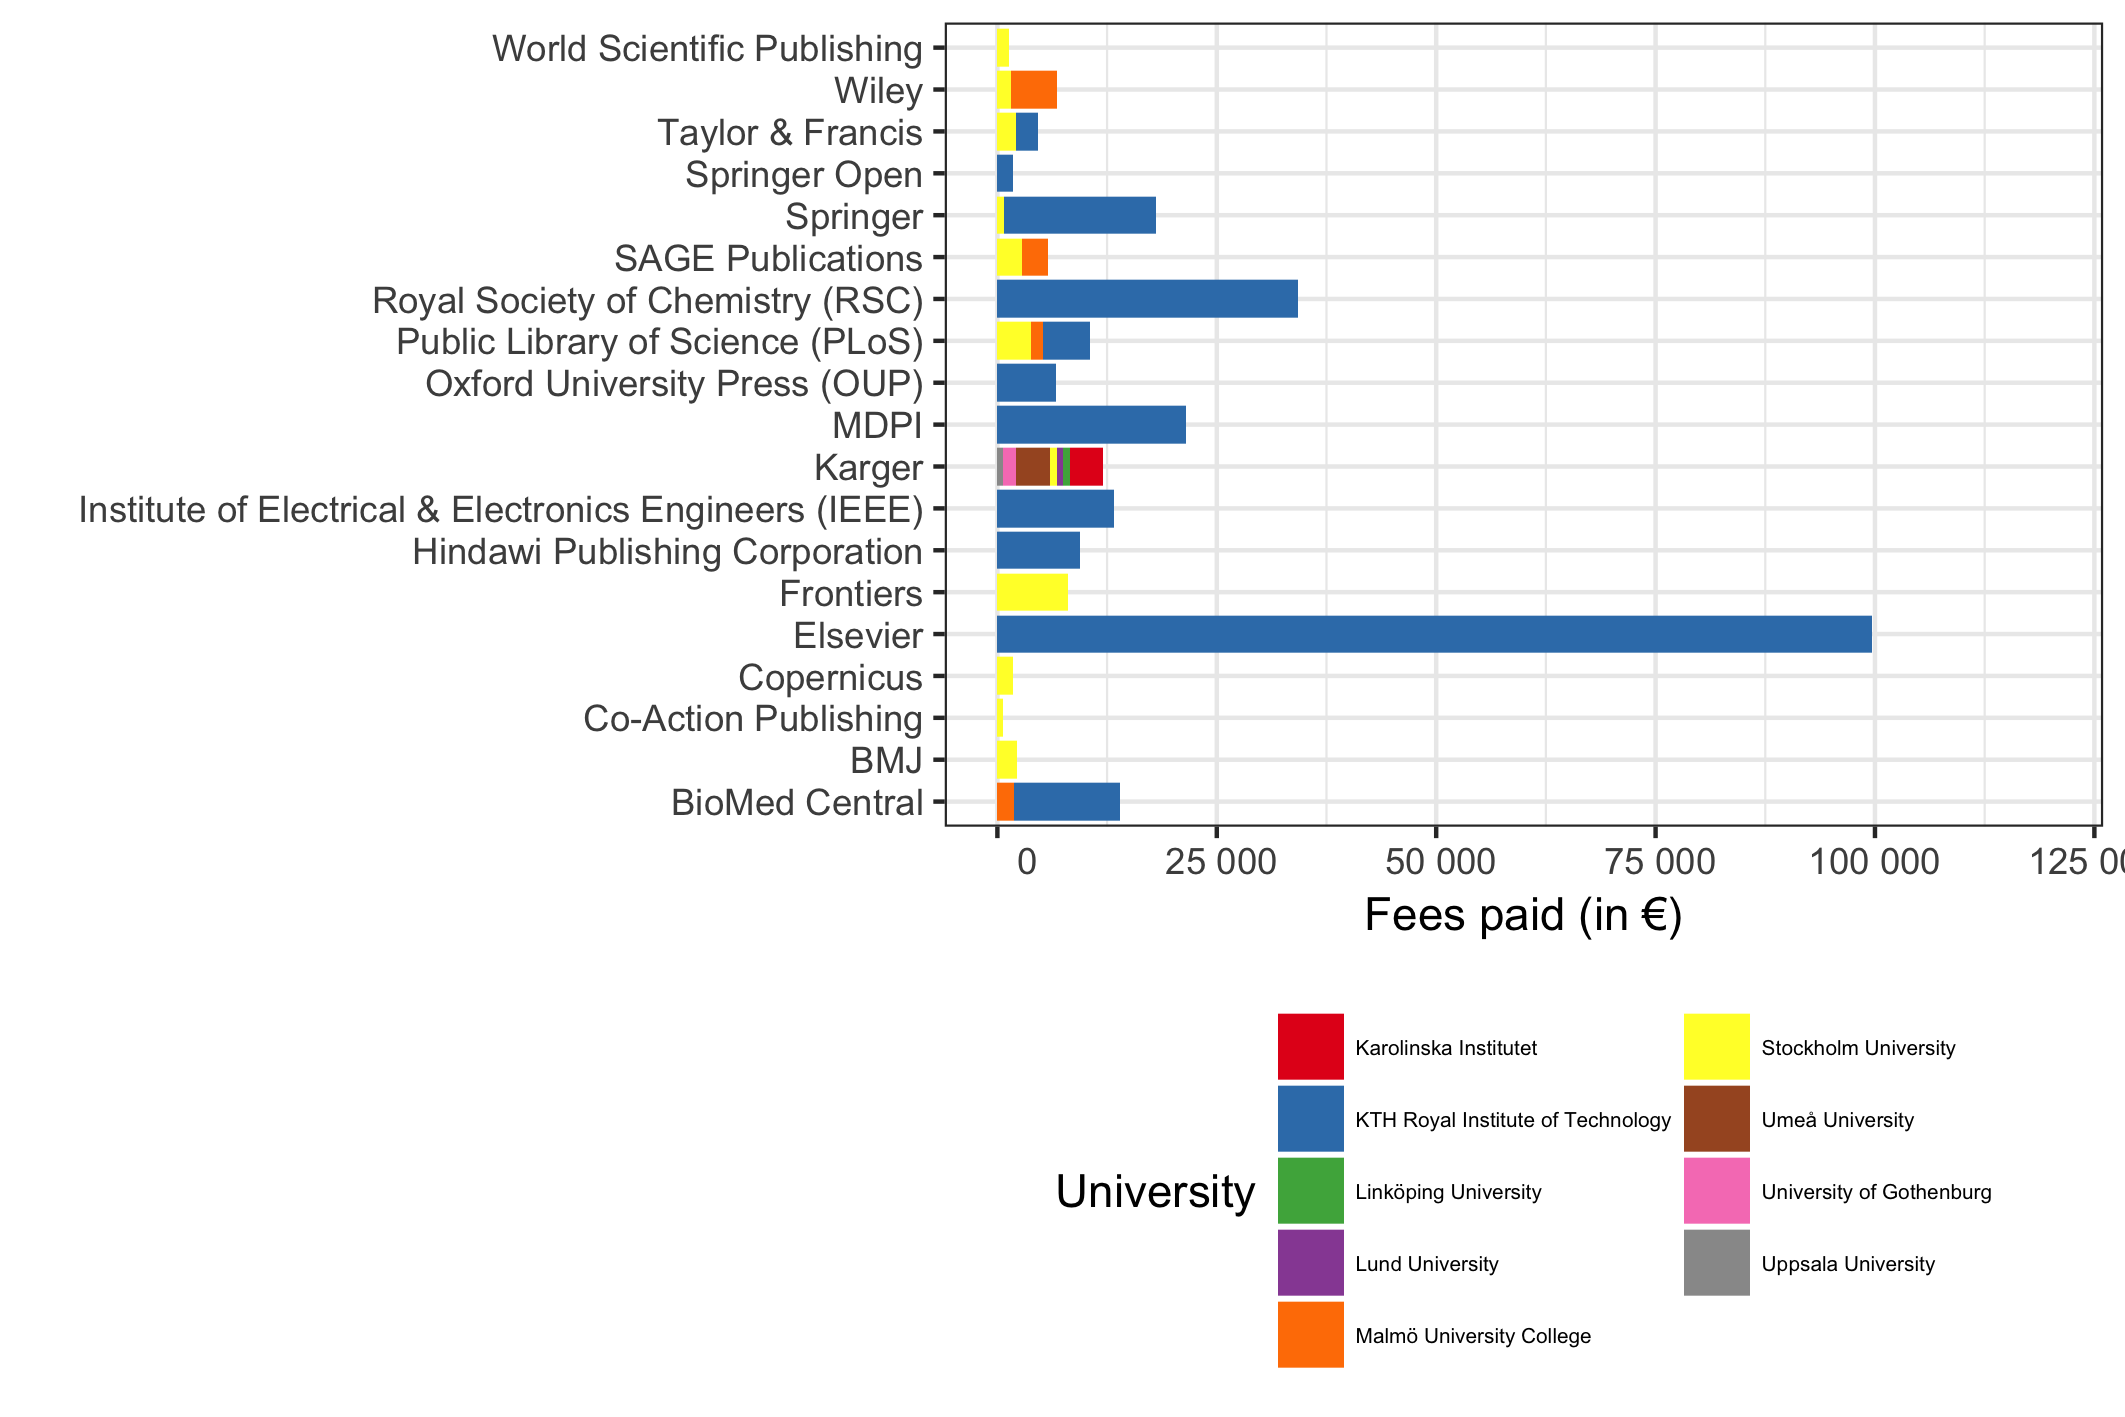 World Scientific Publishing
Wiley
Taylor & Francis
Springer Open
Springer
SAGE Publications
Royal Society of Chemistry (RSC)
Public Library of Science (PLoS)
Oxford University Press (OUP)
MDPI
Karger
Institute of Electrical & Electronics Engineers (IEEE)
Hindawi Publishing Corporation
Frontiers
Elsevier
Copernicus
Co-Action Publishing
BMJ
BioMed Central
0 25 000 50 000 75 000 100 000 125 0
Fees paid (in €)
University
Karolinska Institutet
KTH Royal Institute of Technology
Linköping University
Lund University
Malmö University College
Stockholm University
Umeå University
University of Gothenburg
Uppsala University